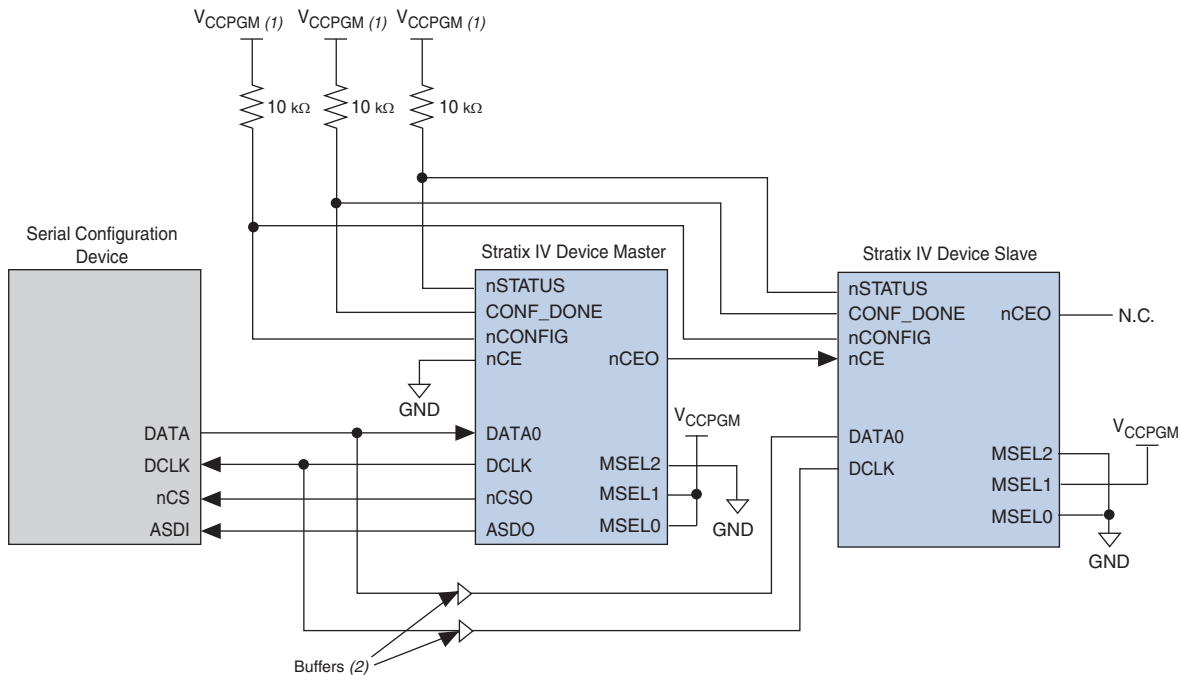 VCCPGM (1) VCCPGM (1) VCCPGM (1)
10 kΩ 10 kΩ 10 kΩ
Serial Configuration
Device
DATA
DCLK
nCS
ASDI
Stratix IV Device Master
nSTATUS
CONF_DONE
nCONFIG
nCE
nCEO
GND
DATA0
DCLK
nCSO
ASDO
MSEL2
MSEL1
MSEL0
VCCPGM
GND
Stratix IV Device Slave
nSTATUS
CONF_DONE
nCONFIG
nCE
nCEO
N.C.
DATA0
DCLK
MSEL2
MSEL1
MSEL0
VCCPGM
GND
Buffers (2)